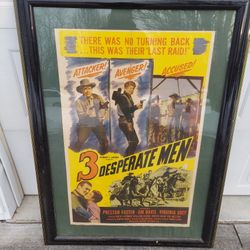 THERE WAS NO TURNING BACK...
...THIS WAS THEIR "LAST RAID!"
ATTACKER!
AVENGER!
ACCUSED!
3 DESPERATE MEN
PRESTON FOSTER · JIM DAVIS · VIRGINIA GREY